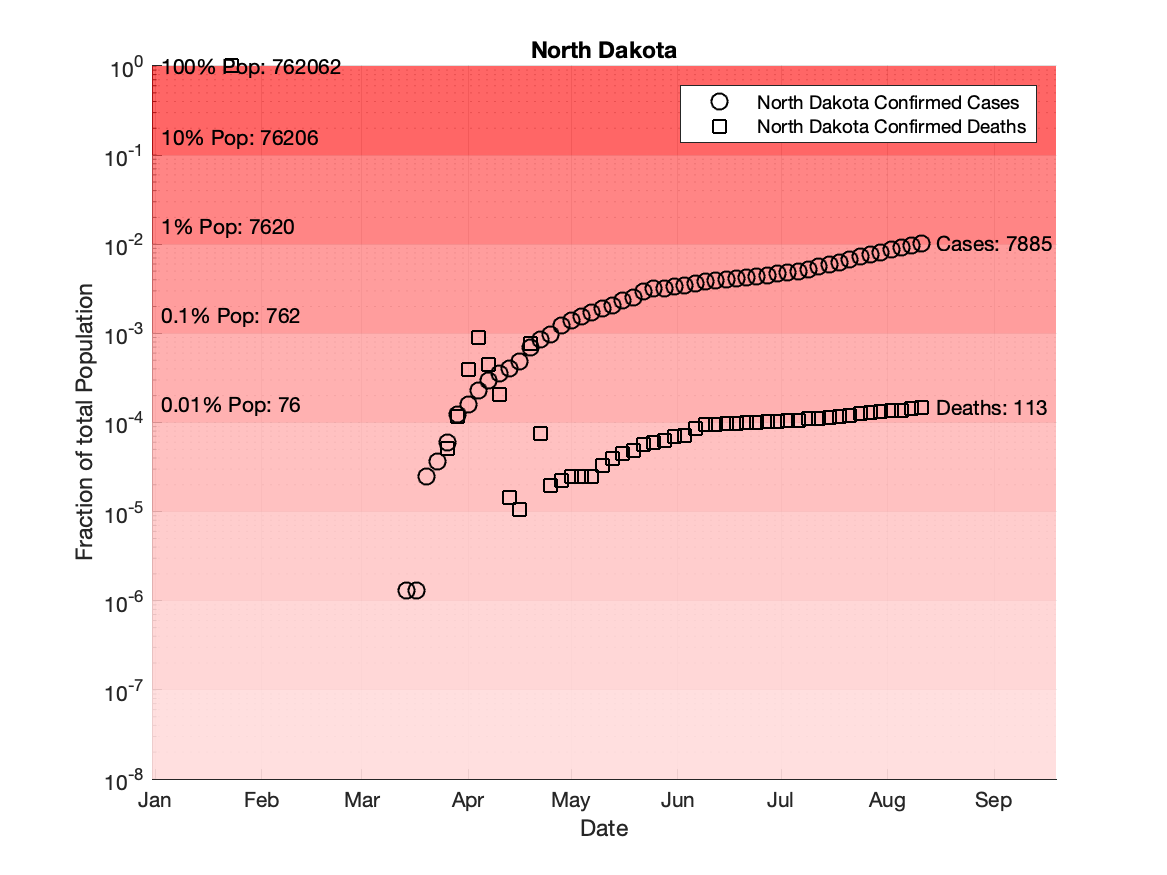 North Dakota
10^0
100% Pop: 762062
North Dakota Confirmed Cases
North Dakota Confirmed Deaths
10% Pop: 76206
10^-1
1% Pop: 7620
10^-2
Cases: 7885
0.1% Pop: 762
10^-3
0.01% Pop: 76
Deaths: 113
10^-4
10^-5
10^-6
10^-7
10^-8
Fraction of total Population
Jan Feb Mar Apr May Jun Jul Aug Sep
Date